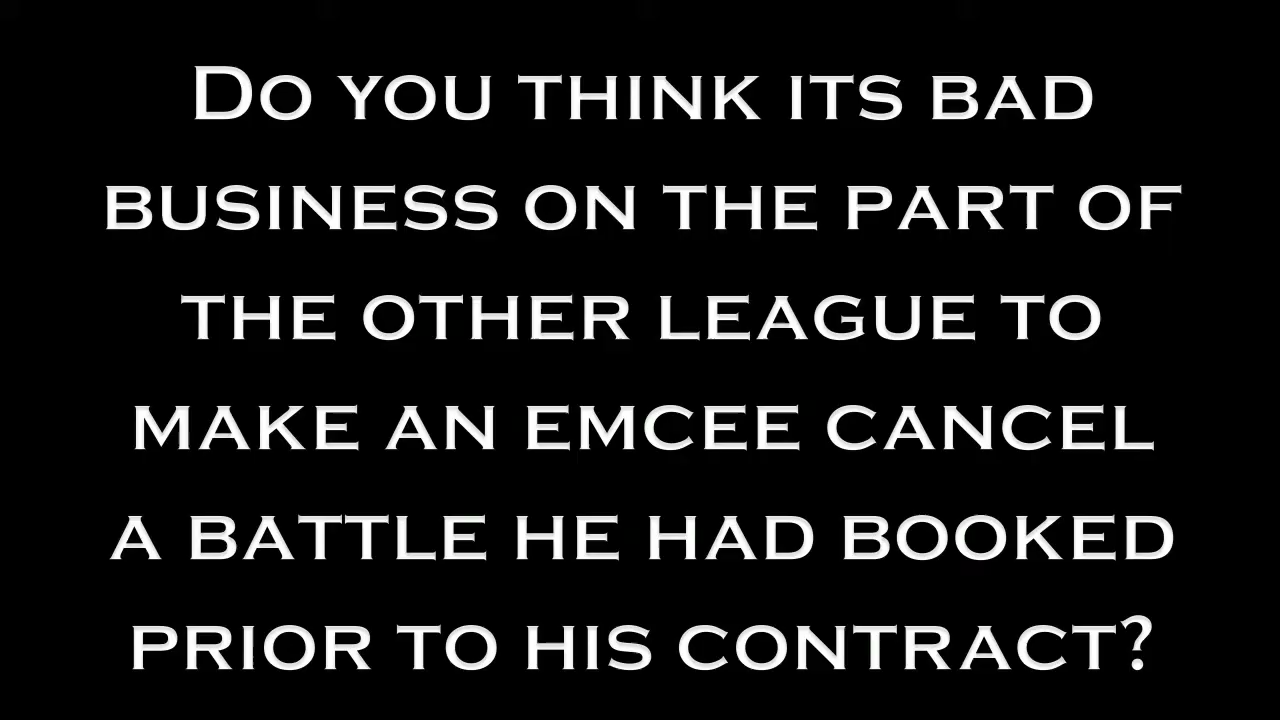 Do you think its bad
business on the part of
the other league to
make an emcee cancel
a battle he had booked
prior to his contract?